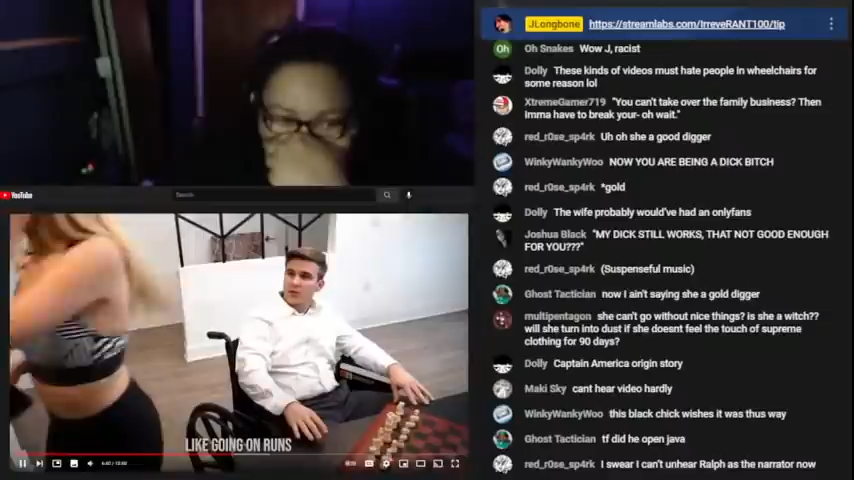 JLongbone https://streamlabs.com/IrreveRANT100/tip
Oh Snakes Wow J, racist
Dolly These kinds of videos must hate people in wheelchairs for
some reason lol
XtremeGamer719 "You can't take over the family business? Then
Imma have to break your- oh wait."
red_r0se_sp4rk Uh oh she a good digger
WinkyWankyWoo NOW YOU ARE BEING A DICK BITCH
red_r0se_sp4rk *gold
Dolly The wife probably would've had an onlyfans
Joshua Black "MY DICK STILL WORKS, THAT NOT GOOD ENOUGH
FOR YOU???"
red_r0se_sp4rk (Suspenseful music)
Ghost Tactician now I ain't saying she a gold digger
multipentagon she can't go without nice things? is she a witch??
will she turn into dust if she doesnt feel the touch of supreme
clothing for 90 days?
Dolly Captain America origin story
Maki Sky cant hear video hardly
WinkyWankyWoo this black chick wishes it was thus way
Ghost Tactician tf did he open java
red_r0se_sp4rk I swear I can't unhear Ralph as the narrator now
YouTube
Search
LIKE GOING ON RUNS